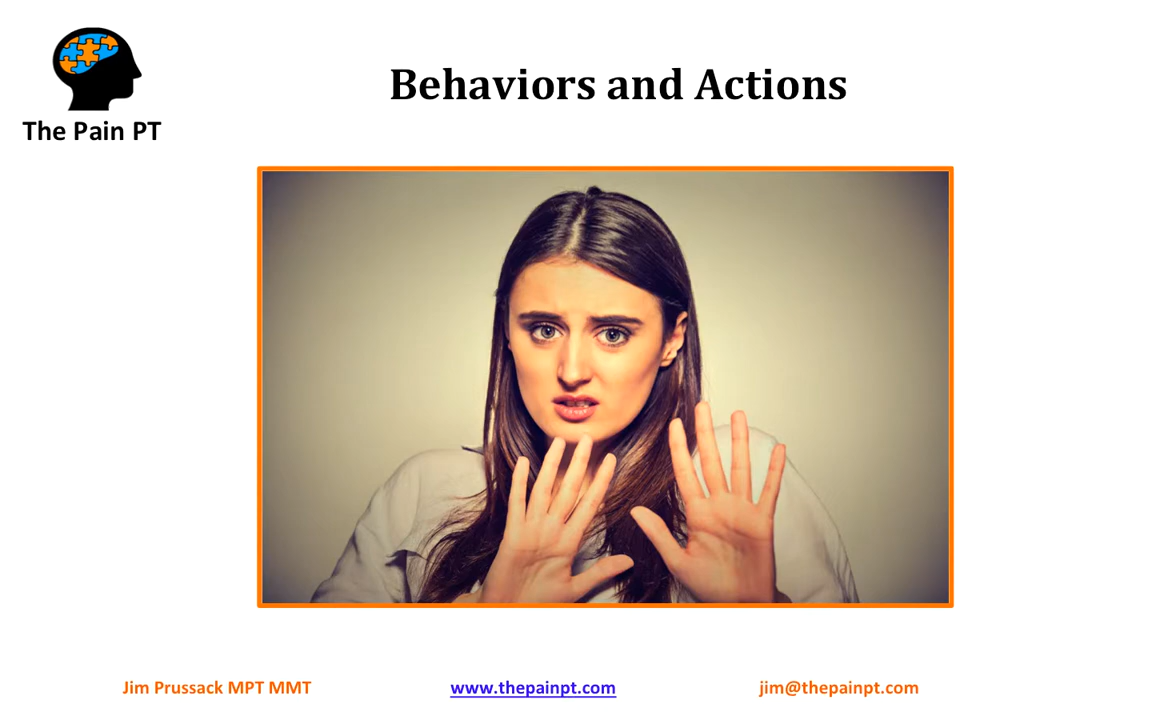 Behaviors and Actions
The Pain PT
Jim Prussack MPT MMT www.thepainpt.com jim@thepainpt.com